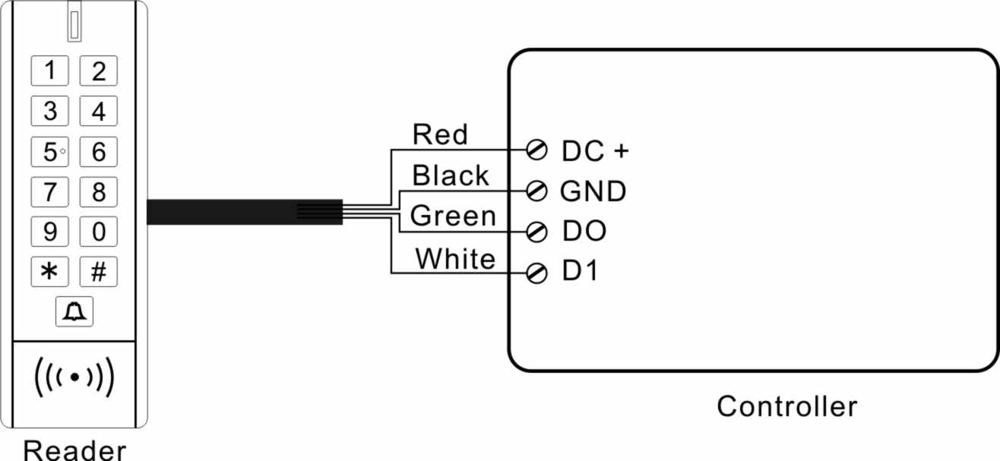 1 2
3 4
5 6
7 8
9 0
* #
Reader
Red
Black
Green
White
DC +
GND
DO
D1
Controller